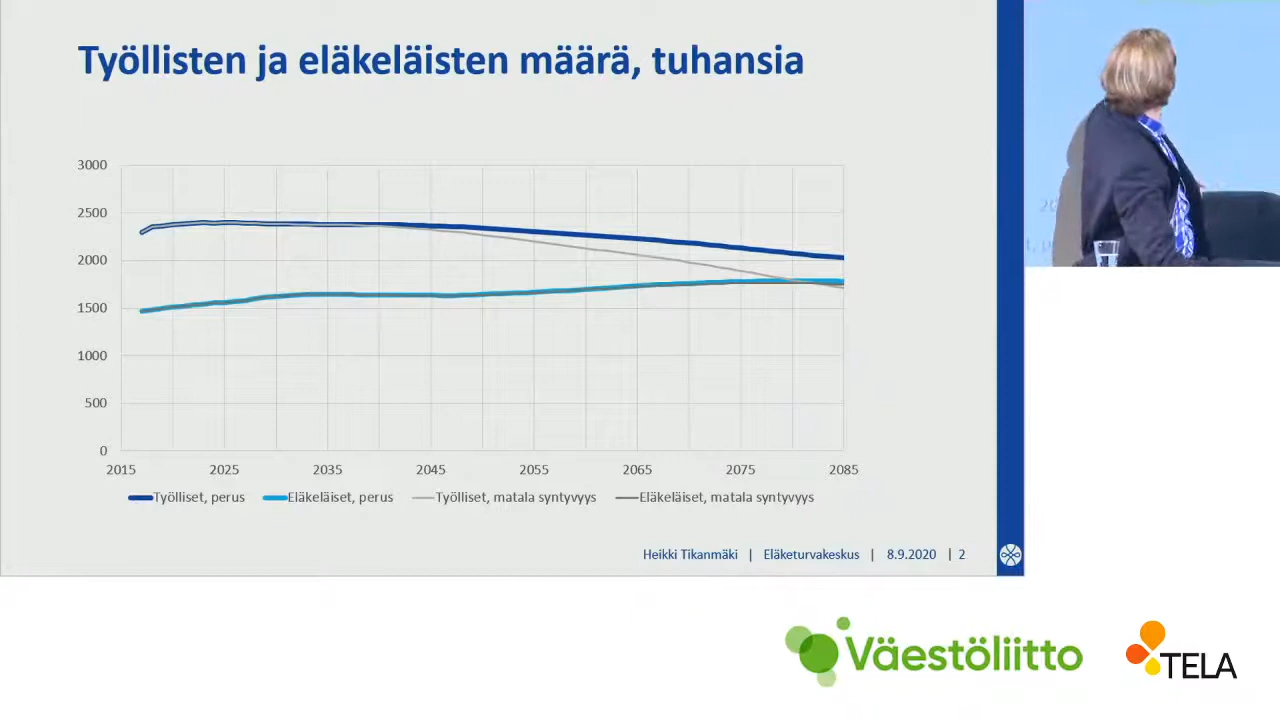 Työllisten ja eläkeläisten määrä, tuhansia
3000
2500
2000
1500
1000
500
0
2015 2025 2035 2045 2055 2065 2075 2085
Työlliset, perus Eläkeläiset, perus Työlliset, matala syntyvyys Eläkeläiset, matala syntyvyys
Heikki Tikanmäki | Eläketurvakeskus | 8.9.2020 | 2
Väestöliitto
TELA